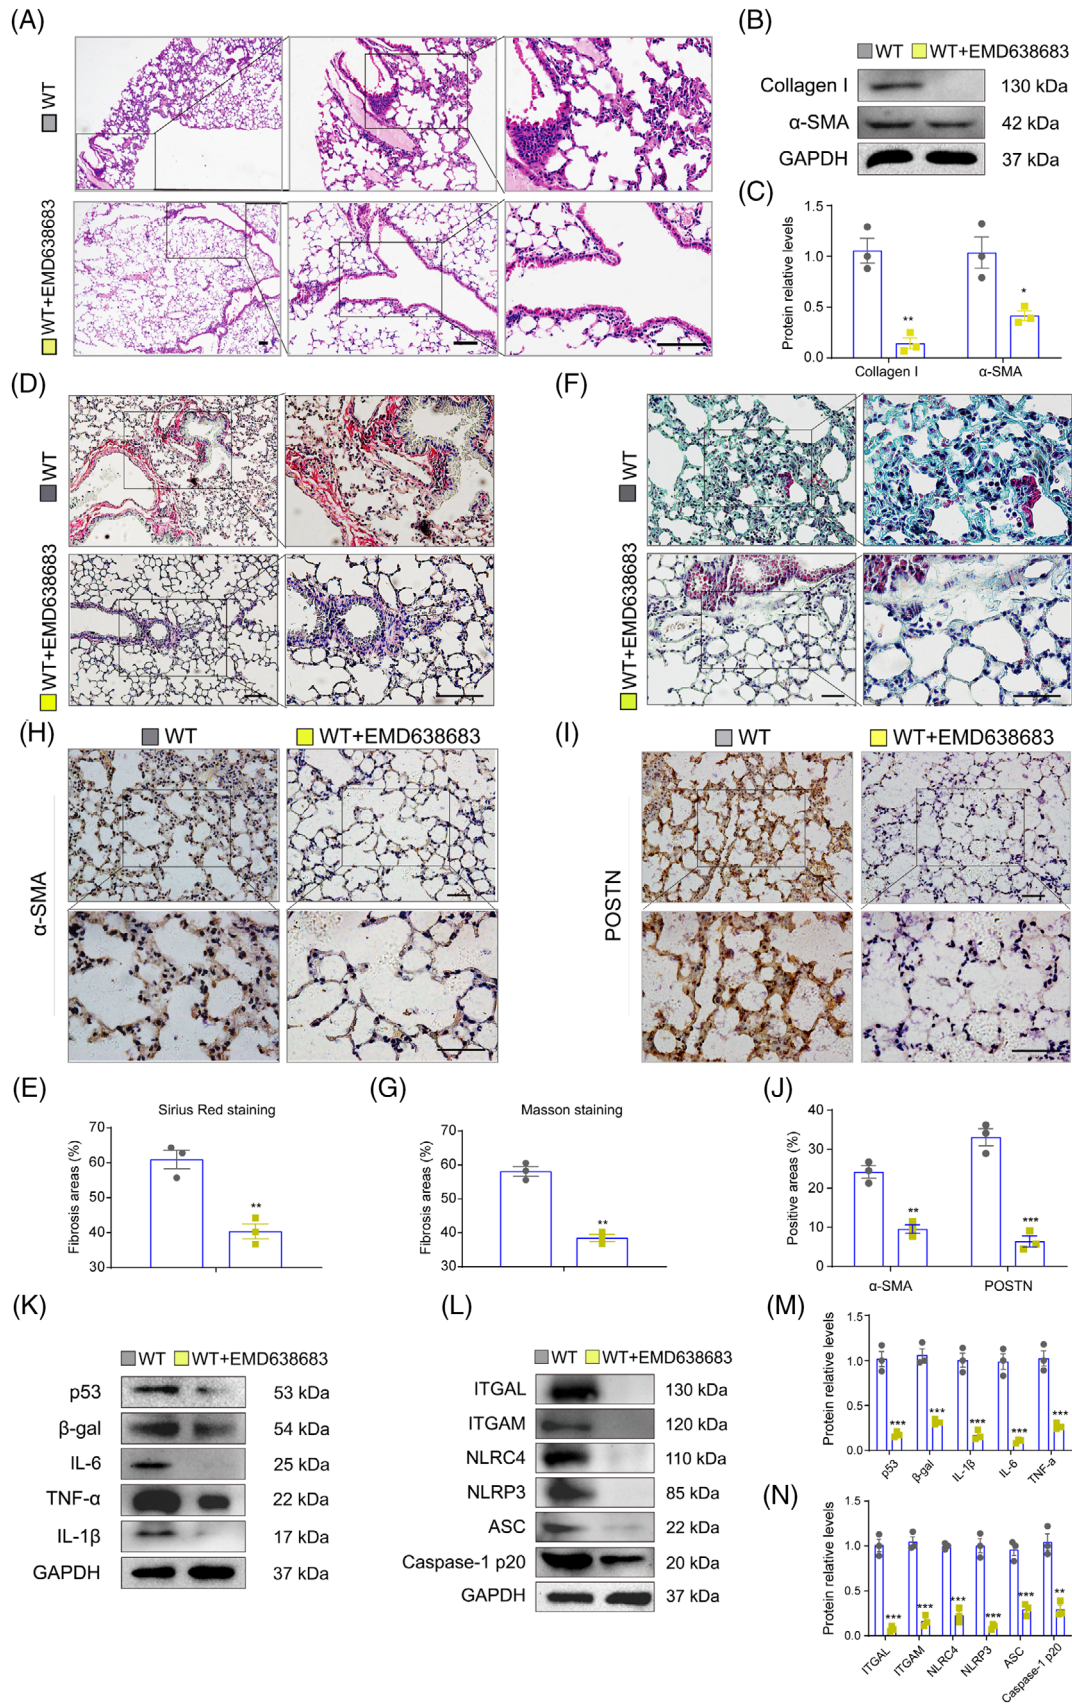 (A)
WT
WT+EMD638683
(B)
WT WT+EMD638683
Collagen I 130 kDa
α-SMA 42 kDa
GAPDH 37 kDa
(C)
Protein relative levels
1.5
1.0
0.5
0.0
**
*
Collagen I α-SMA
(D)
WT
WT+EMD638683
(F)
WT
WT+EMD638683
(H)
WT WT+EMD638683
α-SMA
(I)
WT WT+EMD638683
POSTN
(E)
Sirius Red staining
Fibrosis areas (%)
70
60
50
40
30
**
(G)
Masson staining
Fibrosis areas (%)
70
60
50
40
30
**
(J)
Positive areas (%)
40
30
20
10
0
**
***
α-SMA POSTN
(K)
WT WT+EMD638683
p53 53 kDa
β-gal 54 kDa
IL-6 25 kDa
TNF-α 22 kDa
IL-1β 17 kDa
GAPDH 37 kDa
(L)
WT WT+EMD638683
ITGAL 130 kDa
ITGAM 120 kDa
NLRC4 110 kDa
NLRP3 85 kDa
ASC 22 kDa
Caspase-1 p20 20 kDa
GAPDH 37 kDa
(M)
Protein relative levels
1.5
1.0
0.5
0.0
*** *** *** *** ***
p53 β-gal IL-1β IL-6 TNF-a
(N)
Protein relative levels
1.5
1.0
0.5
0.0
*** *** *** *** *** **
ITGAL ITGAM NLRC4 NLRP3 ASC Caspase-1 p20